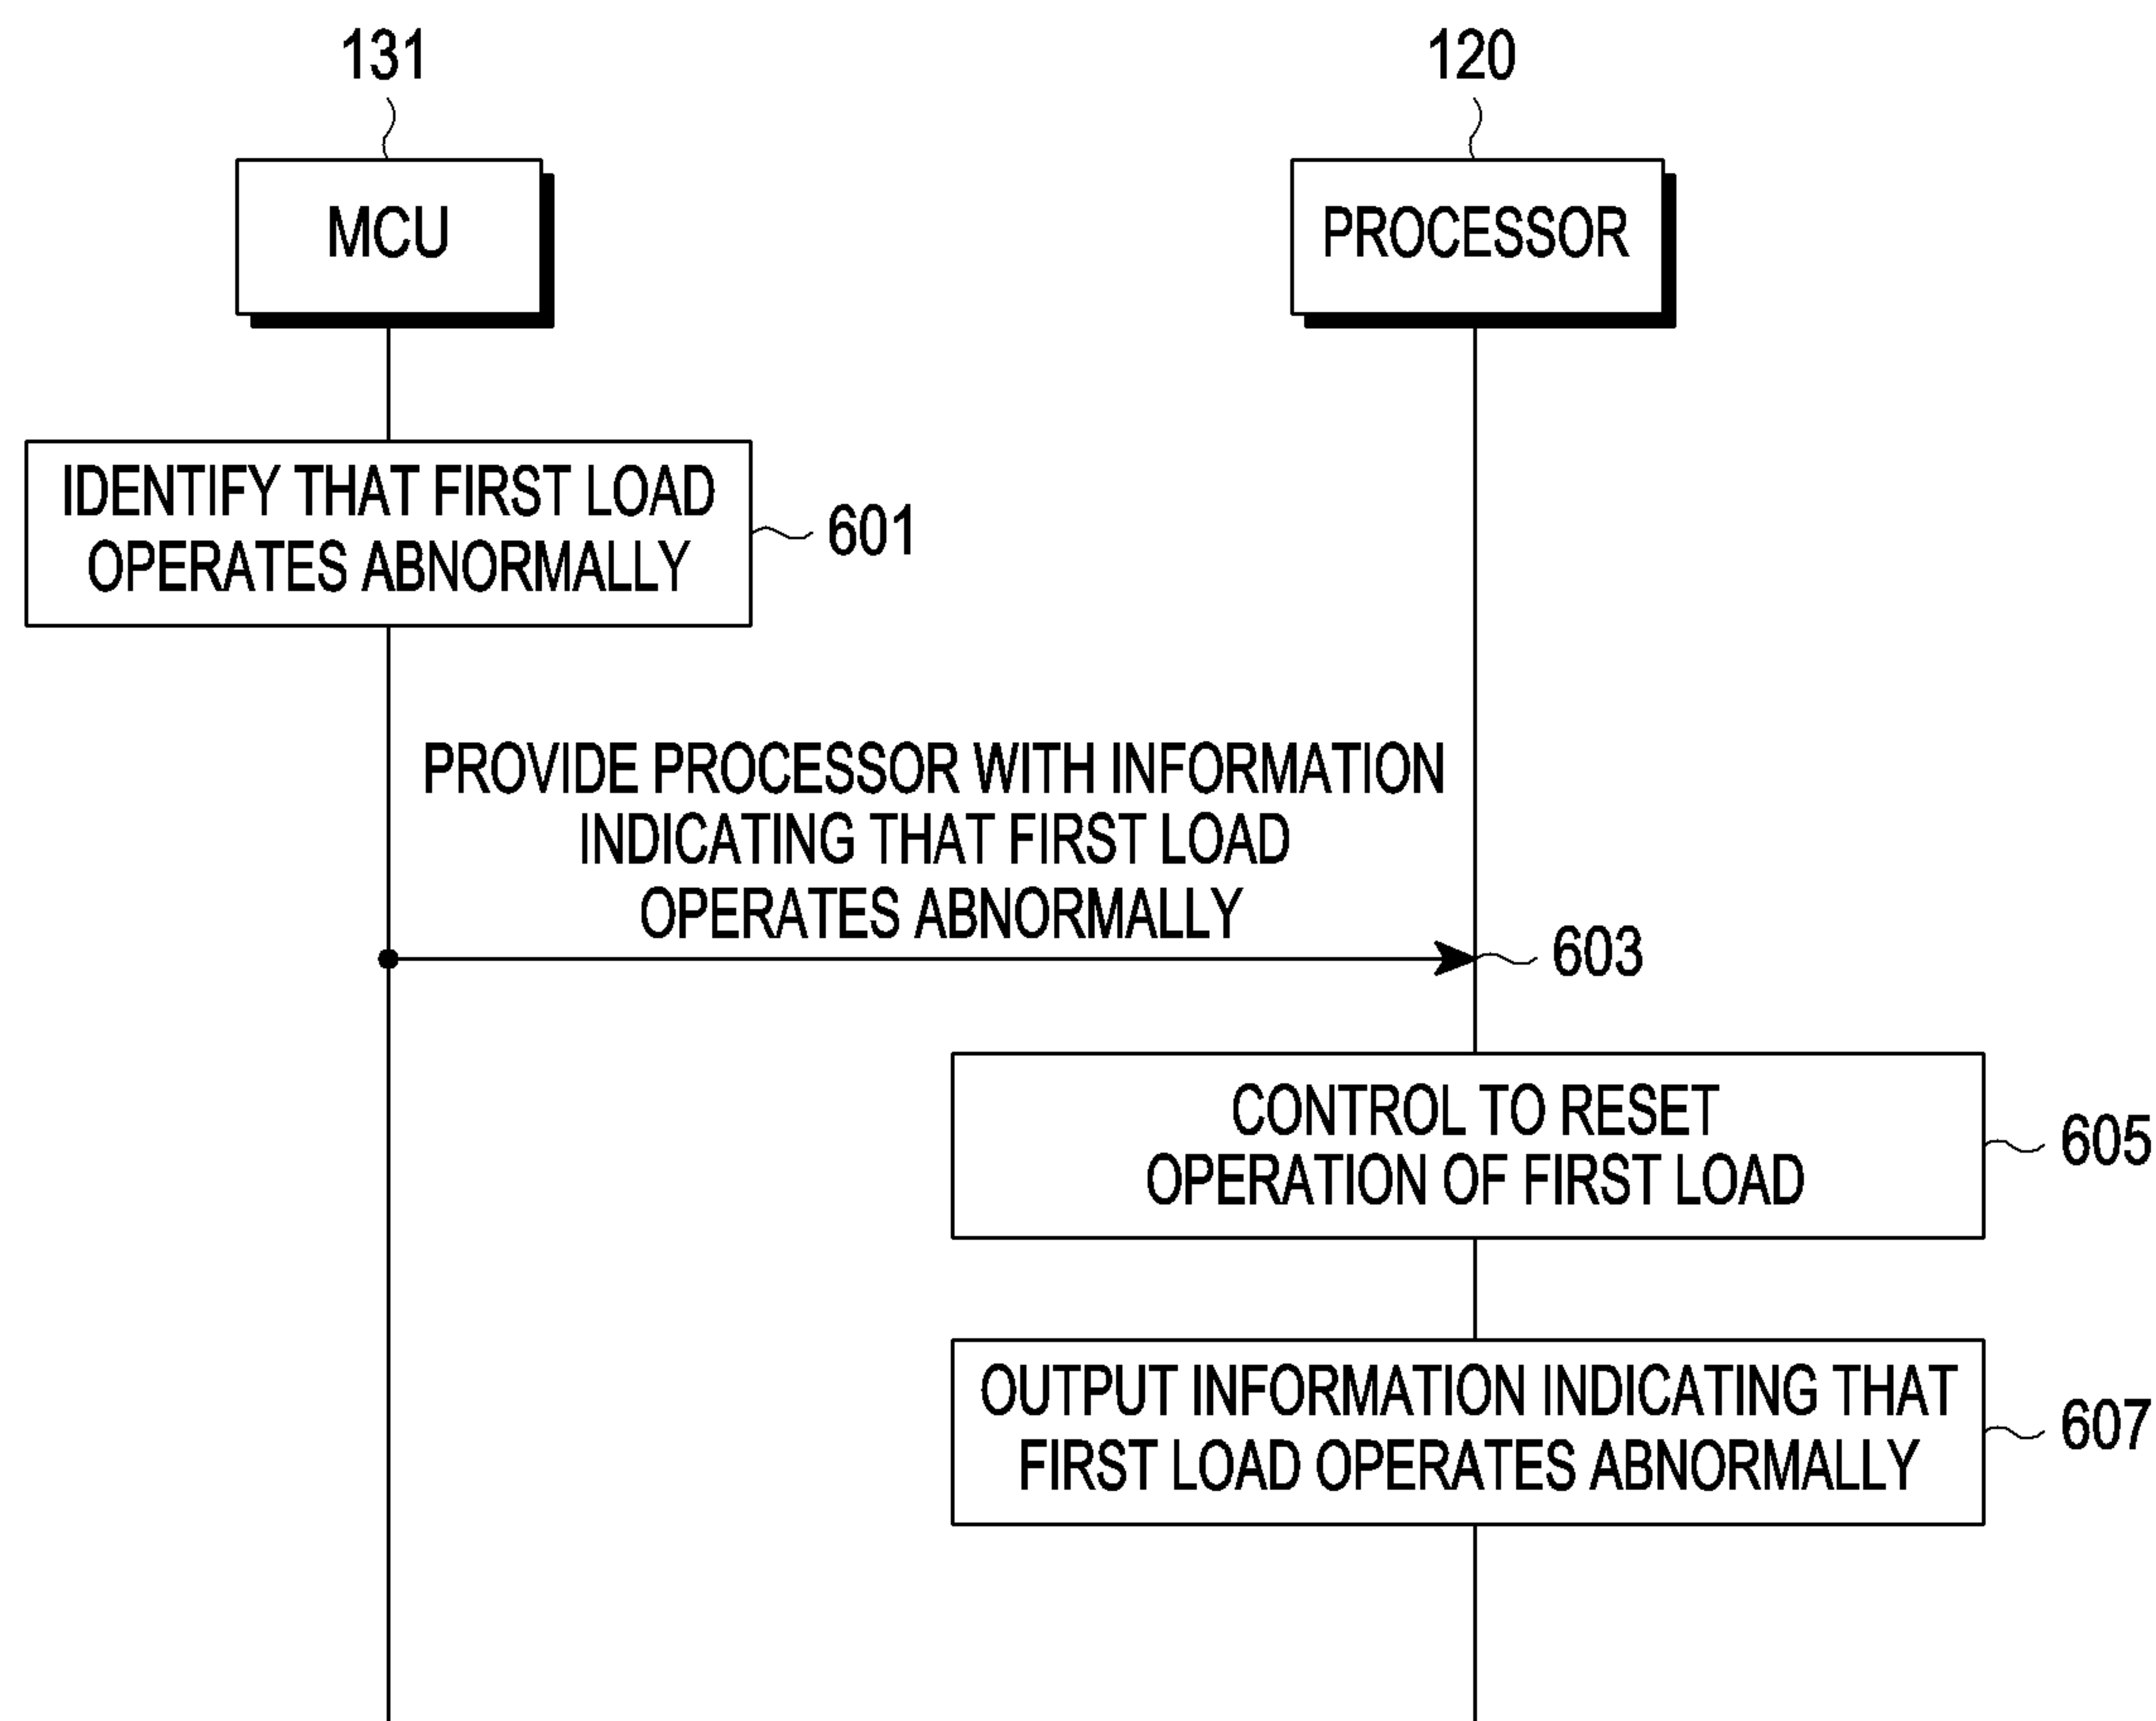 131
120
MCU
PROCESSOR
IDENTIFY THAT FIRST LOAD
OPERATES ABNORMALLY
601
PROVIDE PROCESSOR WITH INFORMATION
INDICATING THAT FIRST LOAD
OPERATES ABNORMALLY
603
CONTROL TO RESET
OPERATION OF FIRST LOAD
605
OUTPUT INFORMATION INDICATING THAT
FIRST LOAD OPERATES ABNORMALLY
607